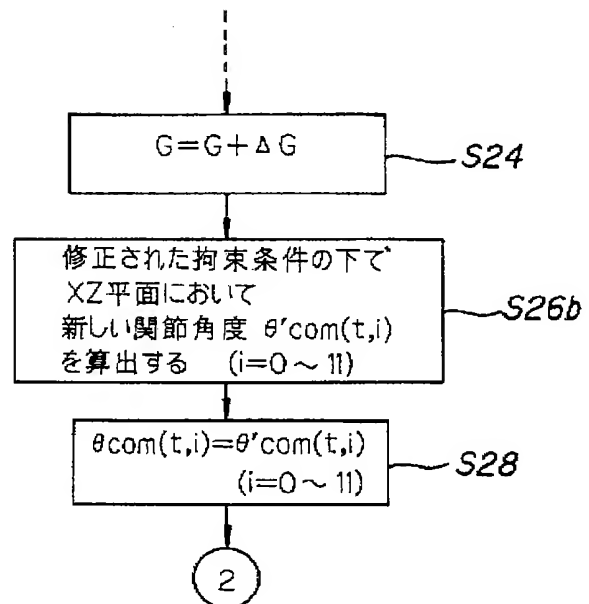 G=G+ΔG
S24
修正された拘束条件の下で
XZ平面において
新しい関節角度 θ'com(t,i)
を算出する (i=0～11)
S26b
θcom(t,i)=θ'com(t,i)
(i=0～11)
S28
2